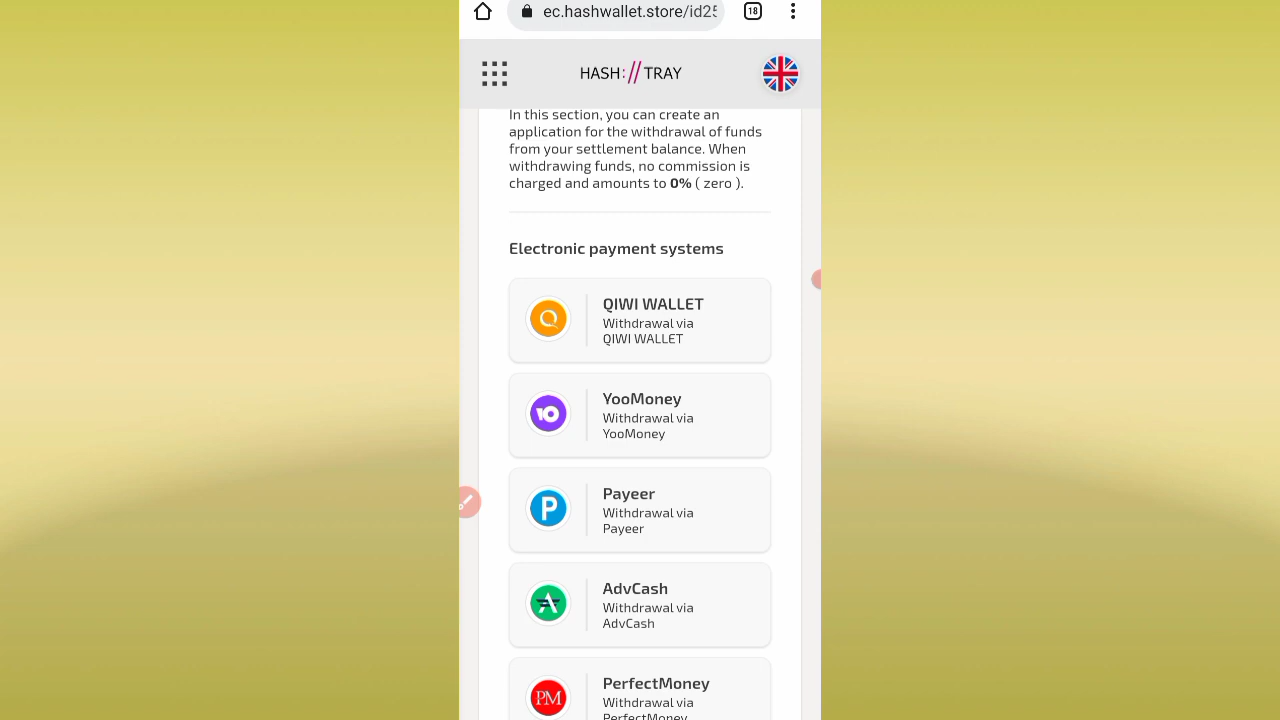 ec.hashwallet.store/id25
18
HASH:// TRAY
In this section, you can create an
application for the withdrawal of funds
from your settlement balance. When
withdrawing funds, no commission is
charged and amounts to 0% ( zero ).
Electronic payment systems
QIWI WALLET
Withdrawal via
QIWI WALLET
YooMoney
Withdrawal via
YooMoney
Payeer
Withdrawal via
Payeer
AdvCash
Withdrawal via
AdvCash
PM
PerfectMoney
Withdrawal via
PerfectMoney